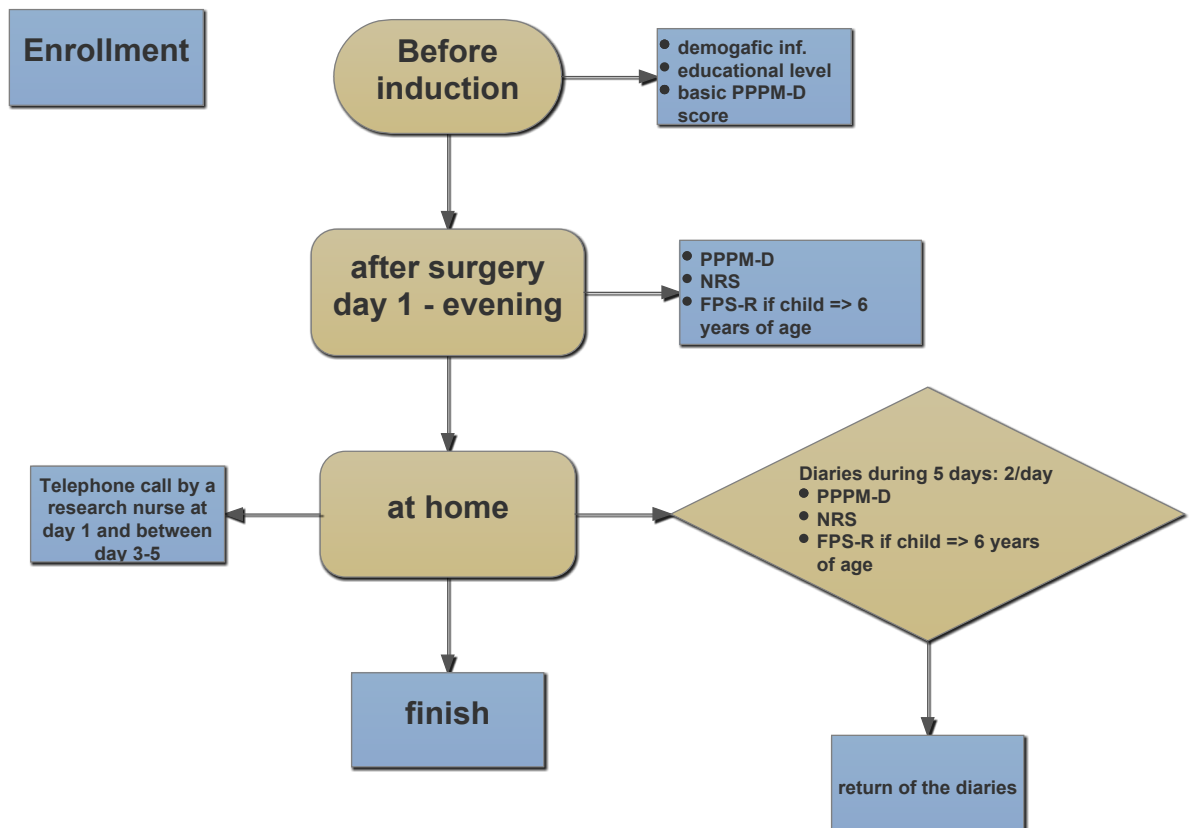 Enrollment
Before
induction
• demogafic inf.
• educational level
• basic PPPM-D
score
after surgery
day 1 - evening
• PPPM-D
• NRS
• FPS-R if child => 6
years of age
Telephone call by a
research nurse at
day 1 and between
day 3-5
at home
Diaries during 5 days: 2/day
• PPPM-D
• NRS
• FPS-R if child => 6 years
of age
finish
return of the diaries